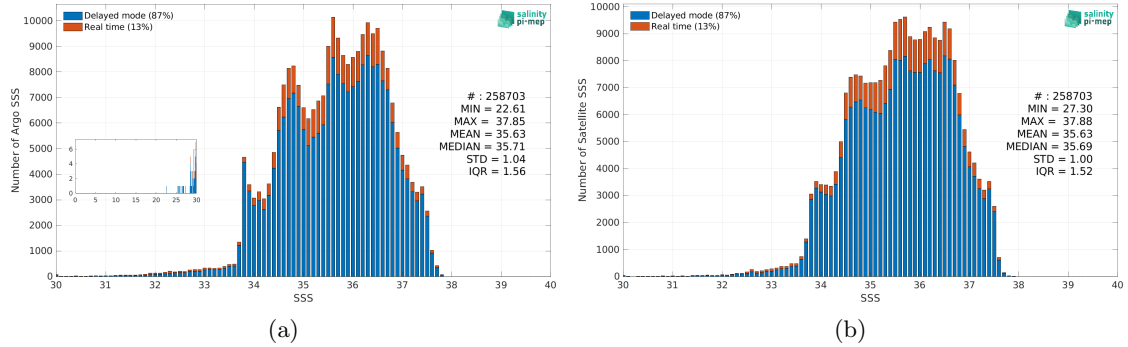 Delayed mode (87%)
Real time (13%)
salinity
pi-mep
10000
9000
8000
7000
6000
5000
4000
3000
2000
1000
0
Number of Argo SSS
# : 258703
MIN = 22.61
MAX = 37.85
MEAN = 35.63
MEDIAN = 35.71
STD = 1.04
IQR = 1.56
6
4
2
0
0 5 10 15 20 25 30
30 31 32 33 34 35 36 37 38 39 40
SSS
(a)
Delayed mode (87%)
Real time (13%)
salinity
pi-mep
10000
9000
8000
7000
6000
5000
4000
3000
2000
1000
0
Number of Satellite SSS
# : 258703
MIN = 27.30
MAX = 37.88
MEAN = 35.63
MEDIAN = 35.69
STD = 1.00
IQR = 1.52
30 31 32 33 34 35 36 37 38 39 40
SSS
(b)